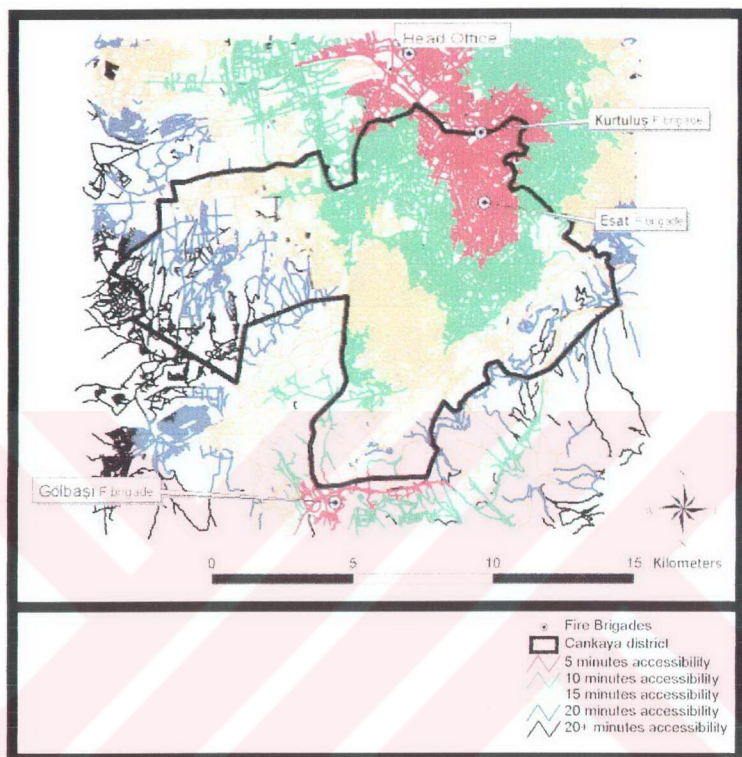 Head Office
Kurtuluş F.brigade
Esat F.brigade
Gölbaşı F.brigade
0 5 10 15 Kilometers
Fire Brigades
Cankaya district
5 minutes accessibility
10 minutes accessibility
15 minutes accessibility
20 minutes accessibility
20+ minutes accessibility